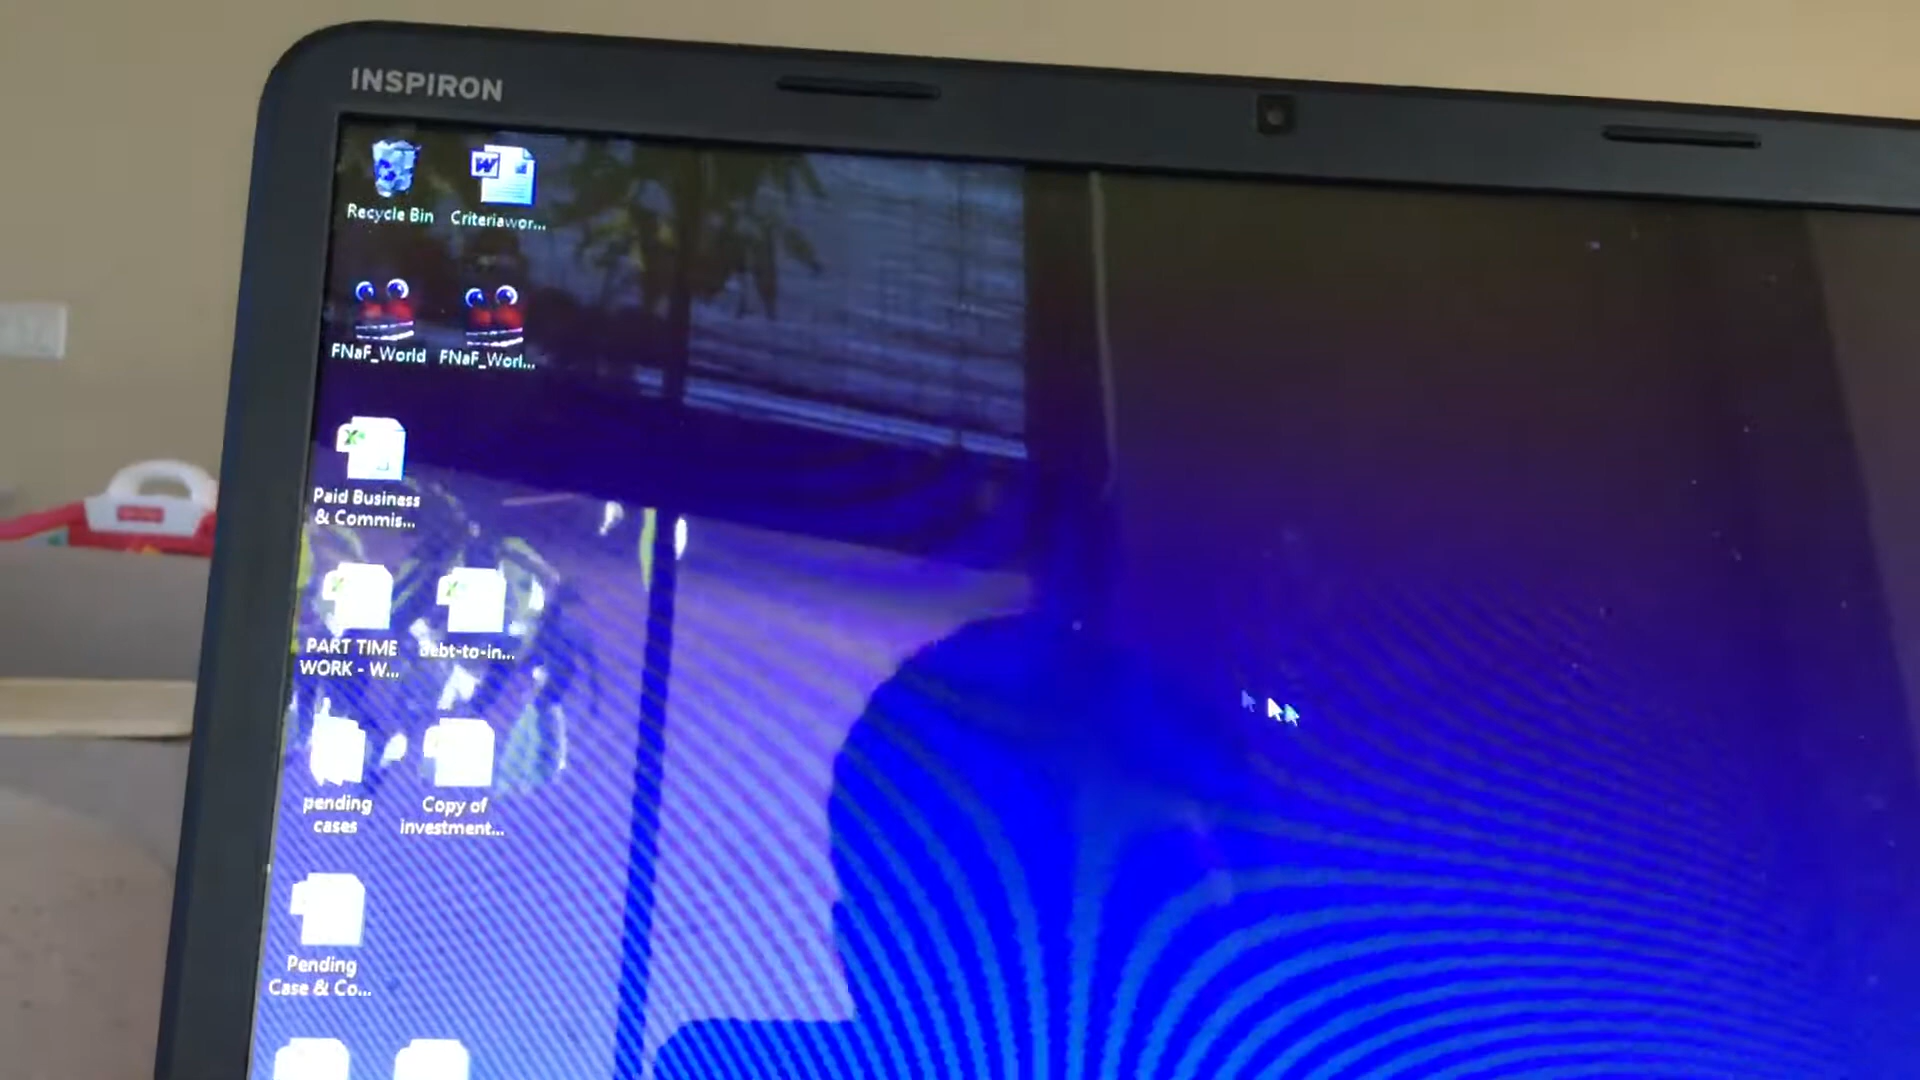 INSPIRON
Recycle Bin
Criteriawor...
FNaF_World
FNaF_Worl...
Paid Business
& Commis...
PART TIME
WORK - W...
debt-to-in...
pending
cases
Copy of
investment...
Pending
Case & Co...